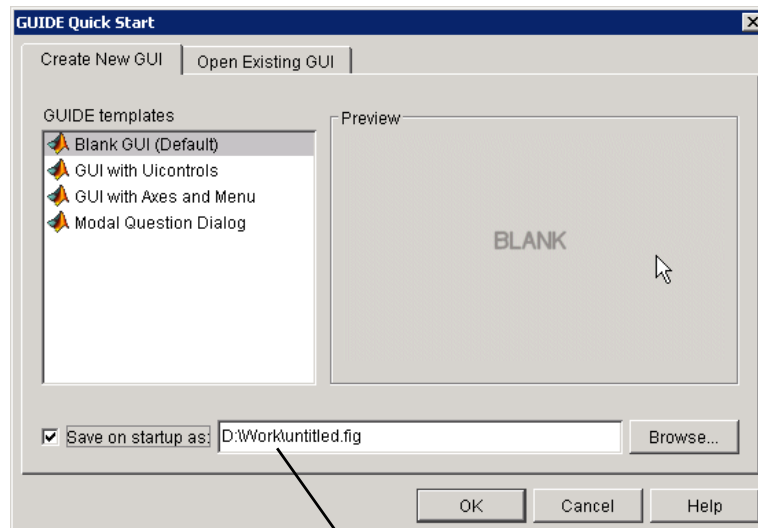 GUIDE Quick Start
Create New GUI
Open Existing GUI
GUIDE templates
Blank GUI (Default)
GUI with Uicontrols
GUI with Axes and Menu
Modal Question Dialog
Preview
BLANK
Save on startup as:
D:\Work\untitled.fig
Browse...
OK
Cancel
Help